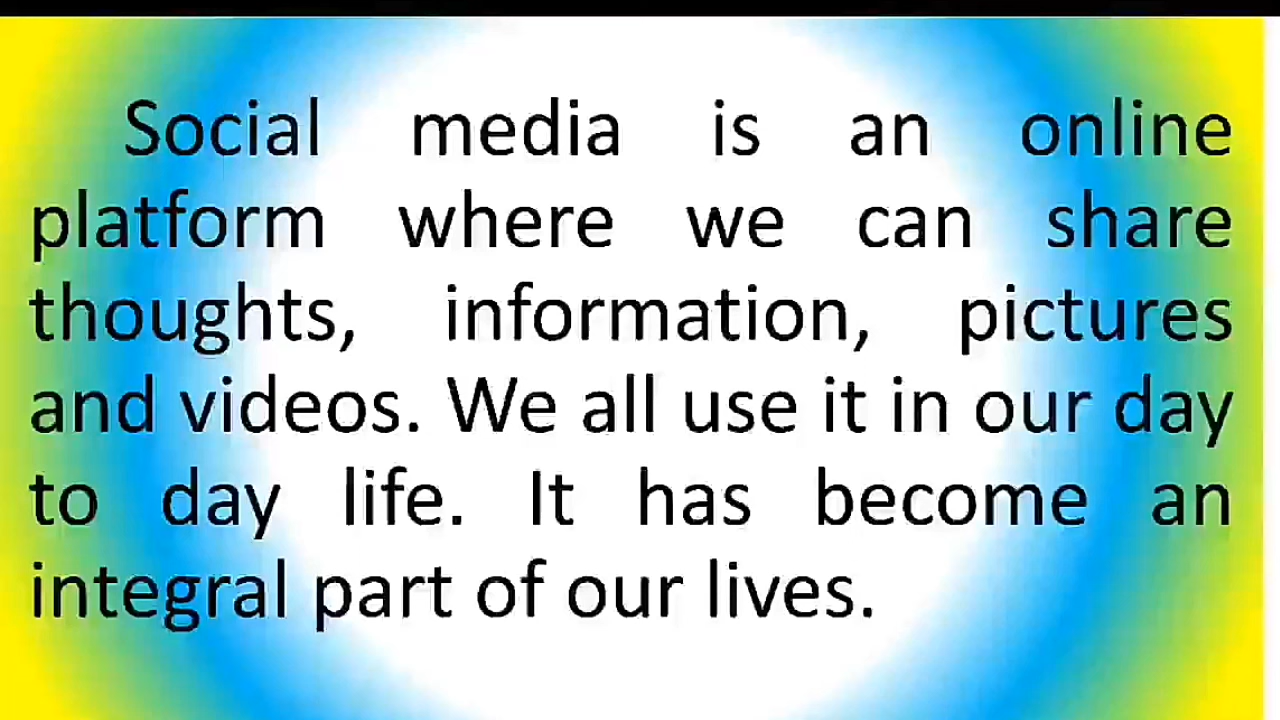 Social media is an online
platform where we can share
thoughts, information, pictures
and videos. We all use it in our day
to day life. It has become an
integral part of our lives.